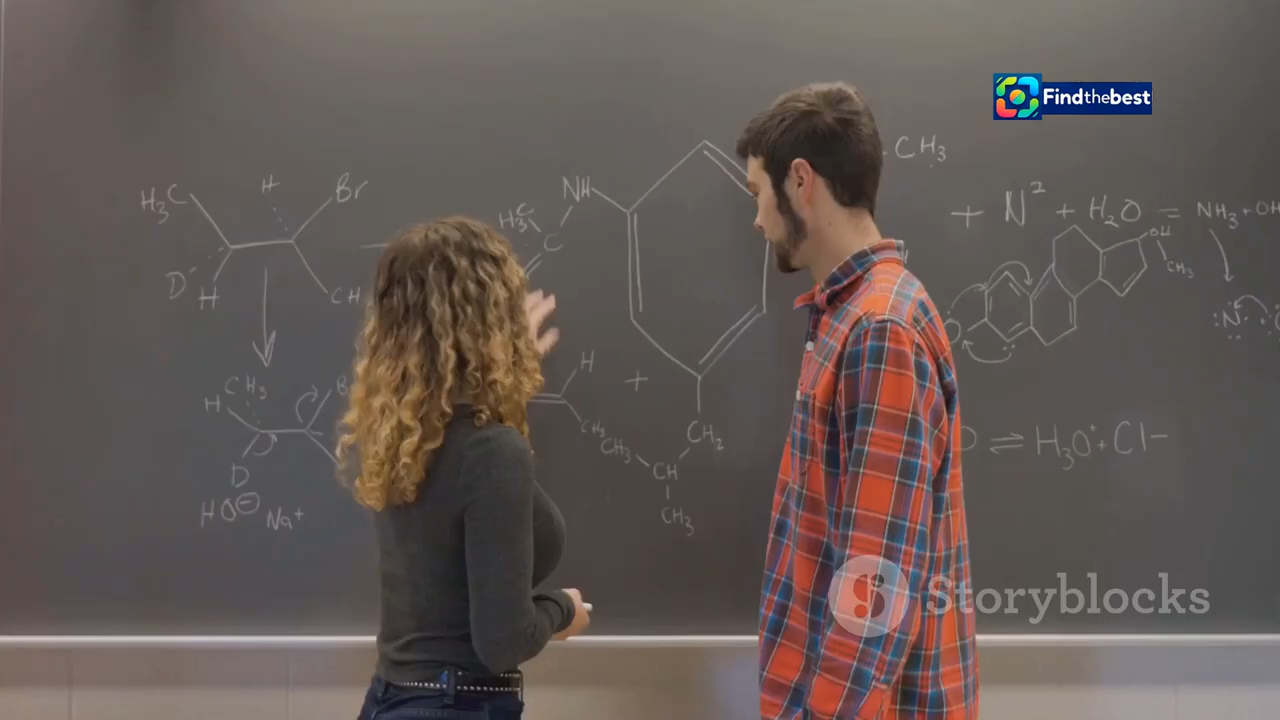 Findthebest
H₃C
H
Br
D
H
CH
CH₃
H
B
D
HO⊖ Na⁺
NH
H₃C
C
H
+
CH₃
CH₂
CH₃
CH
CH₃
CH₃
+ N² + H₂O = NH₃ + OH
OH
CH₃
:N
⇌ H₃O⁺ + Cl−
Storyblocks